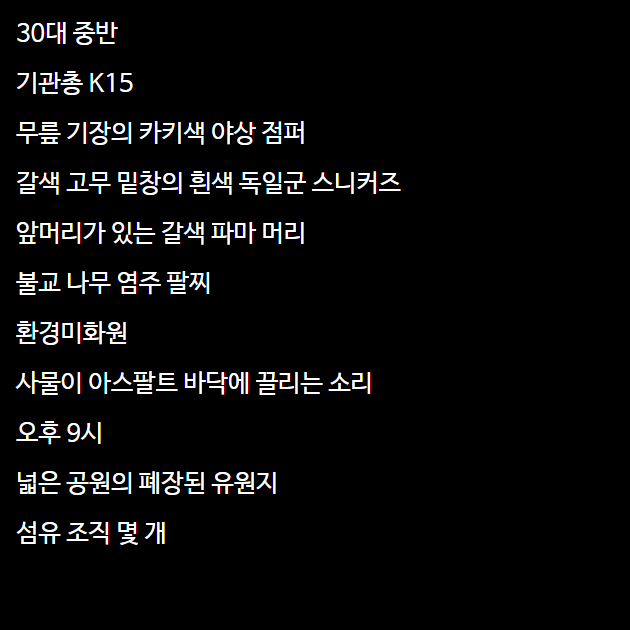 30대 중반
기관총 K15
무릎 기장의 카키색 야상 점퍼
갈색 고무 밑창의 흰색 독일군 스니커즈
앞머리가 있는 갈색 파마 머리
불교 나무 염주 팔찌
환경미화원
사물이 아스팔트 바닥에 끌리는 소리
오후 9시
넓은 공원의 폐장된 유원지
섬유 조직 몇 개